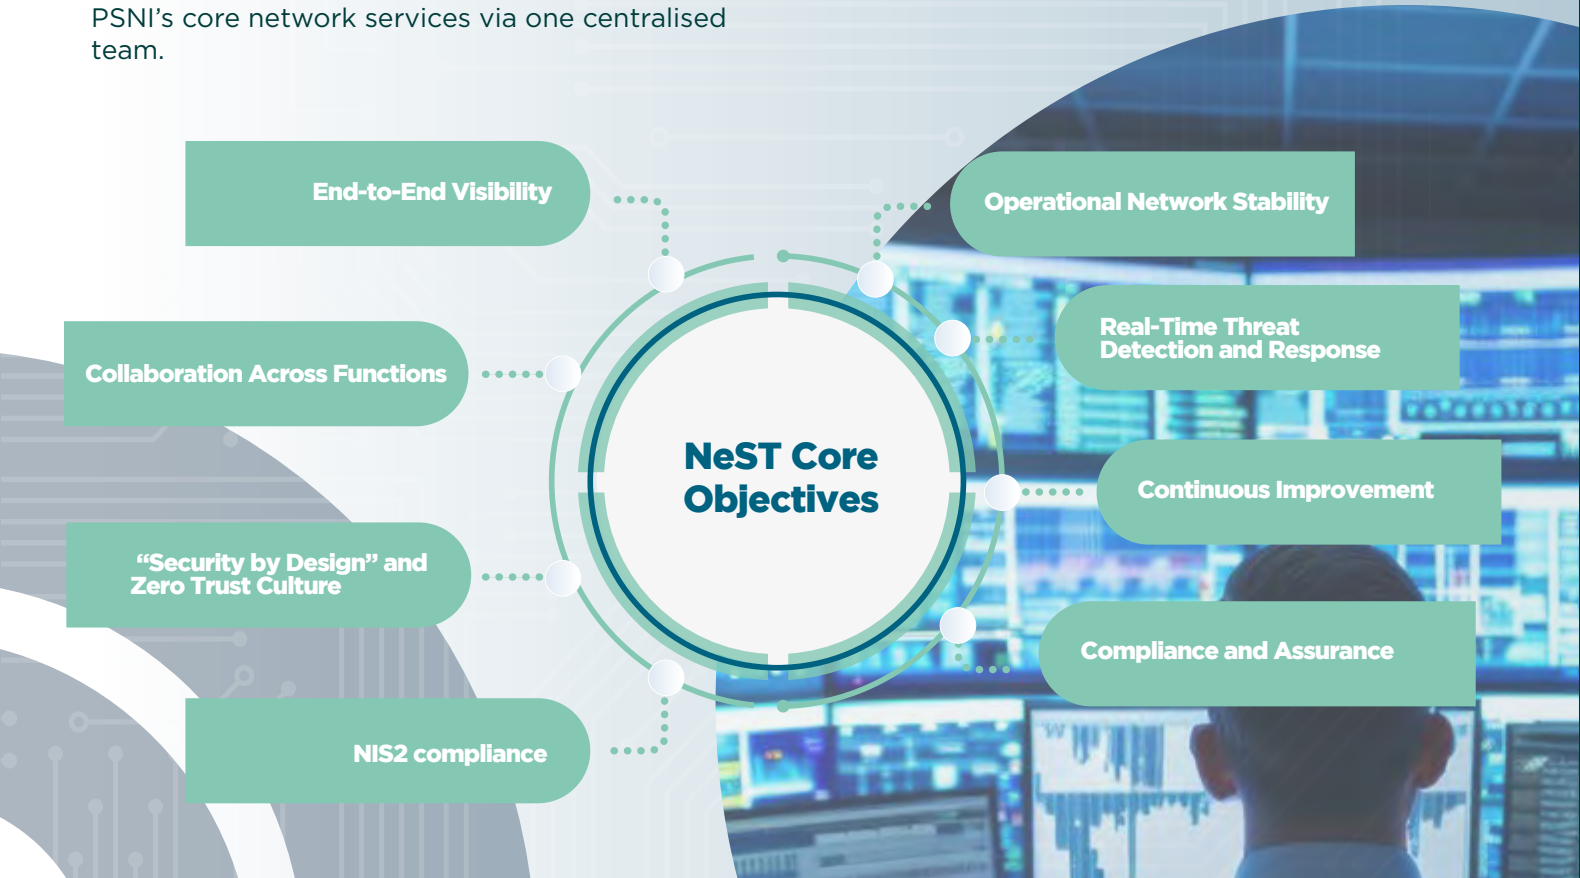 PSNI’s core network services via one centralised
team.
End-to-End Visibility
Operational Network Stability
Real-Time Threat
Detection and Response
Collaboration Across Functions
NeST Core
Objectives
Continuous Improvement
“Security by Design” and
Zero Trust Culture
Compliance and Assurance
NIS2 compliance